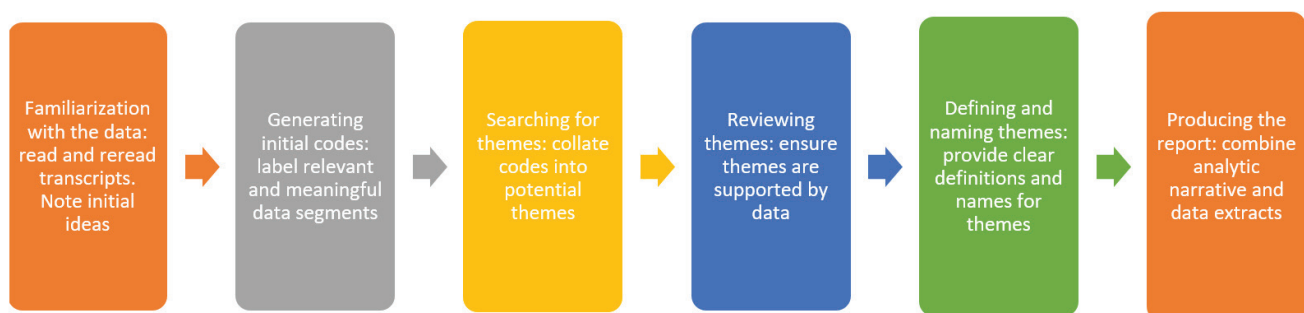 Familiarization
with the data:
read and reread
transcripts.
Note initial
ideas
Generating
initial codes:
label relevant
and meaningful
data segments
Searching for
themes: collate
codes into
potential
themes
Reviewing
themes: ensure
themes are
supported by
data
Defining and
naming themes:
provide clear
definitions and
names for
themes
Producing the
report: combine
analytic
narrative and
data extracts